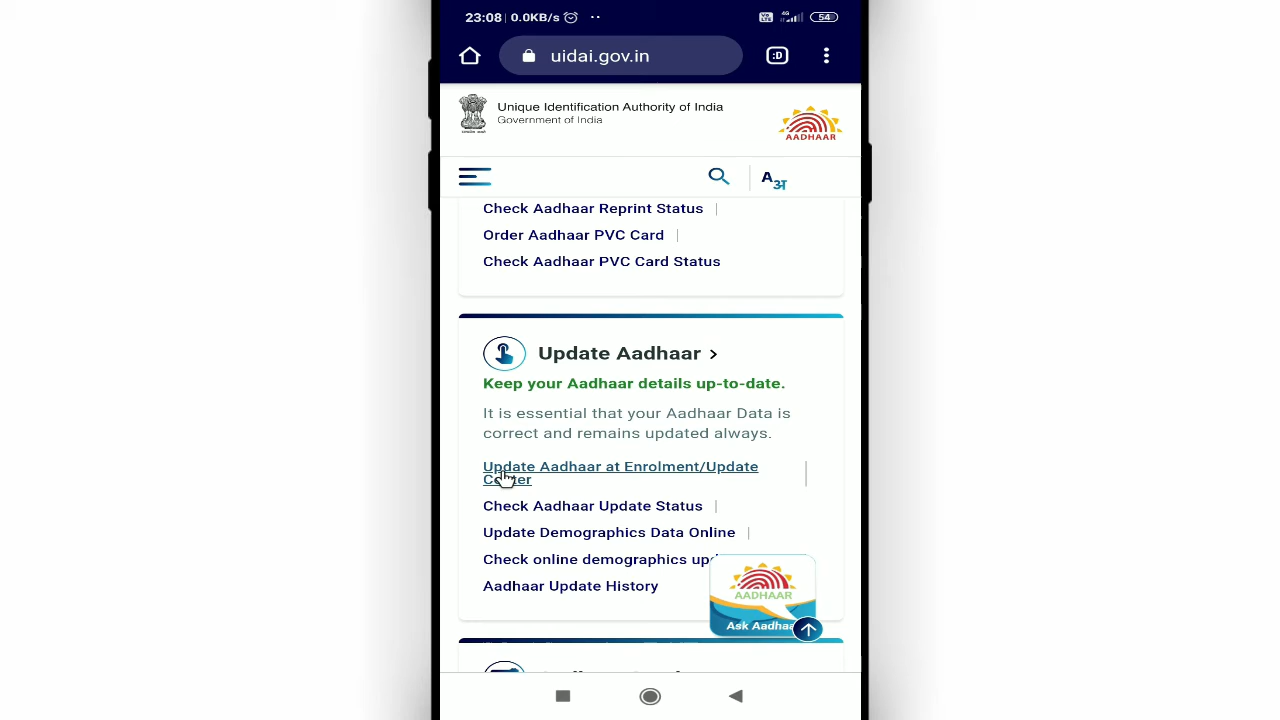 23:08 0.0KB/s 4G 54
uidai.gov.in :D
Unique Identification Authority of India
Government of India
AADHAAR
A अ
Check Aadhaar Reprint Status |
Order Aadhaar PVC Card |
Check Aadhaar PVC Card Status
Update Aadhaar >
Keep your Aadhaar details up-to-date.
It is essential that your Aadhaar Data is
correct and remains updated always.
Update Aadhaar at Enrolment/Update |
Check Aadhaar Update Status |
Update Demographics Data Online |
Check online demographics
Aadhaar Update History
AADHAAR
Ask